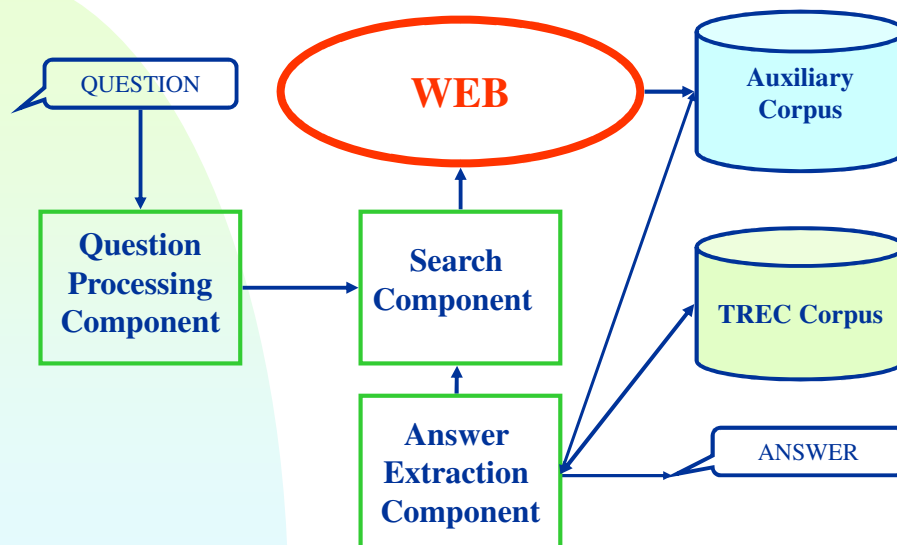 QUESTION
WEB
Auxiliary
Corpus
Question
Processing
Component
Search
Component
TREC Corpus
Answer
Extraction
Component
ANSWER